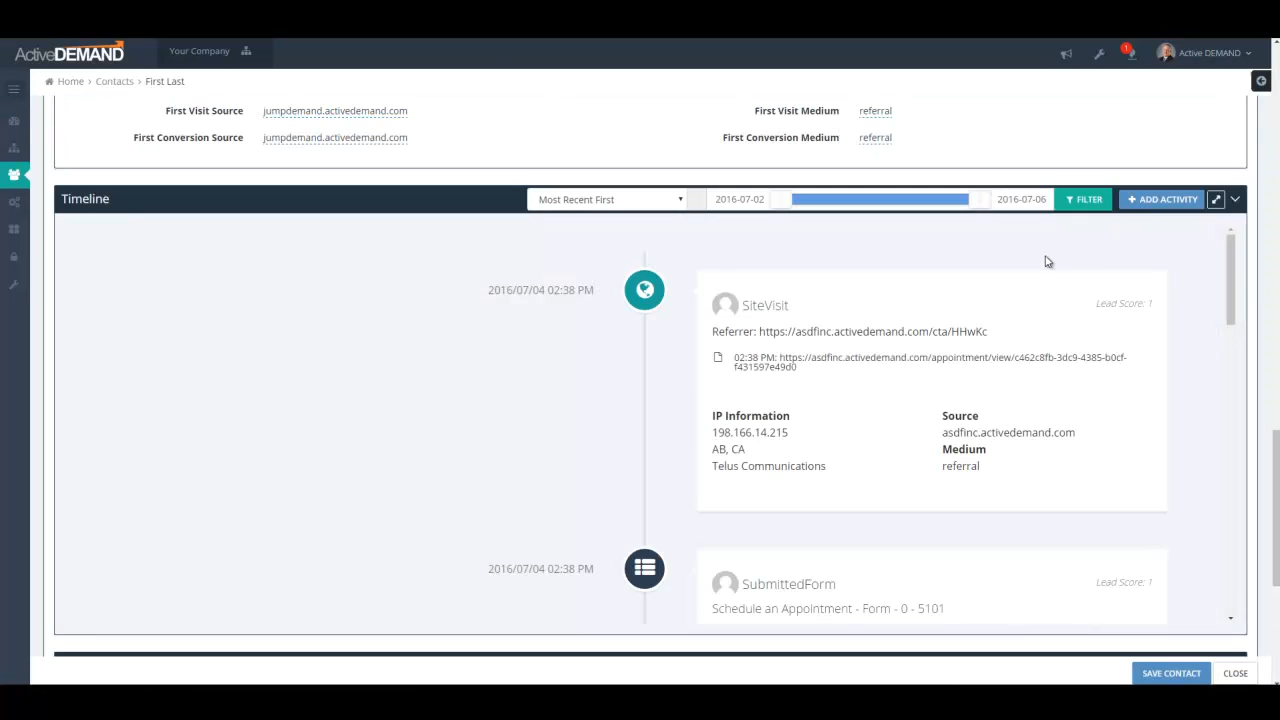 ActiveDEMAND
Your Company
1
Active DEMAND
Home › Contacts › First Last
First Visit Source jumpdemand.activedemand.com First Visit Medium referral
First Conversion Source jumpdemand.activedemand.com First Conversion Medium referral
Timeline Most Recent First 2016-07-02 2016-07-06 FILTER + ADD ACTIVITY
2016/07/04 02:38 PM
SiteVisit Lead Score: 1
Referrer: https://asdfinc.activedemand.com/cta/HHwKc
02:38 PM: https://asdfinc.activedemand.com/appointment/view/c462c8fb-3dc9-4385-b0cf-
f431597e49d0
IP Information Source
198.166.14.215 asdfinc.activedemand.com
AB, CA Medium
Telus Communications referral
2016/07/04 02:38 PM
SubmittedForm Lead Score: 1
Schedule an Appointment - Form - 0 - 5101
SAVE CONTACT CLOSE